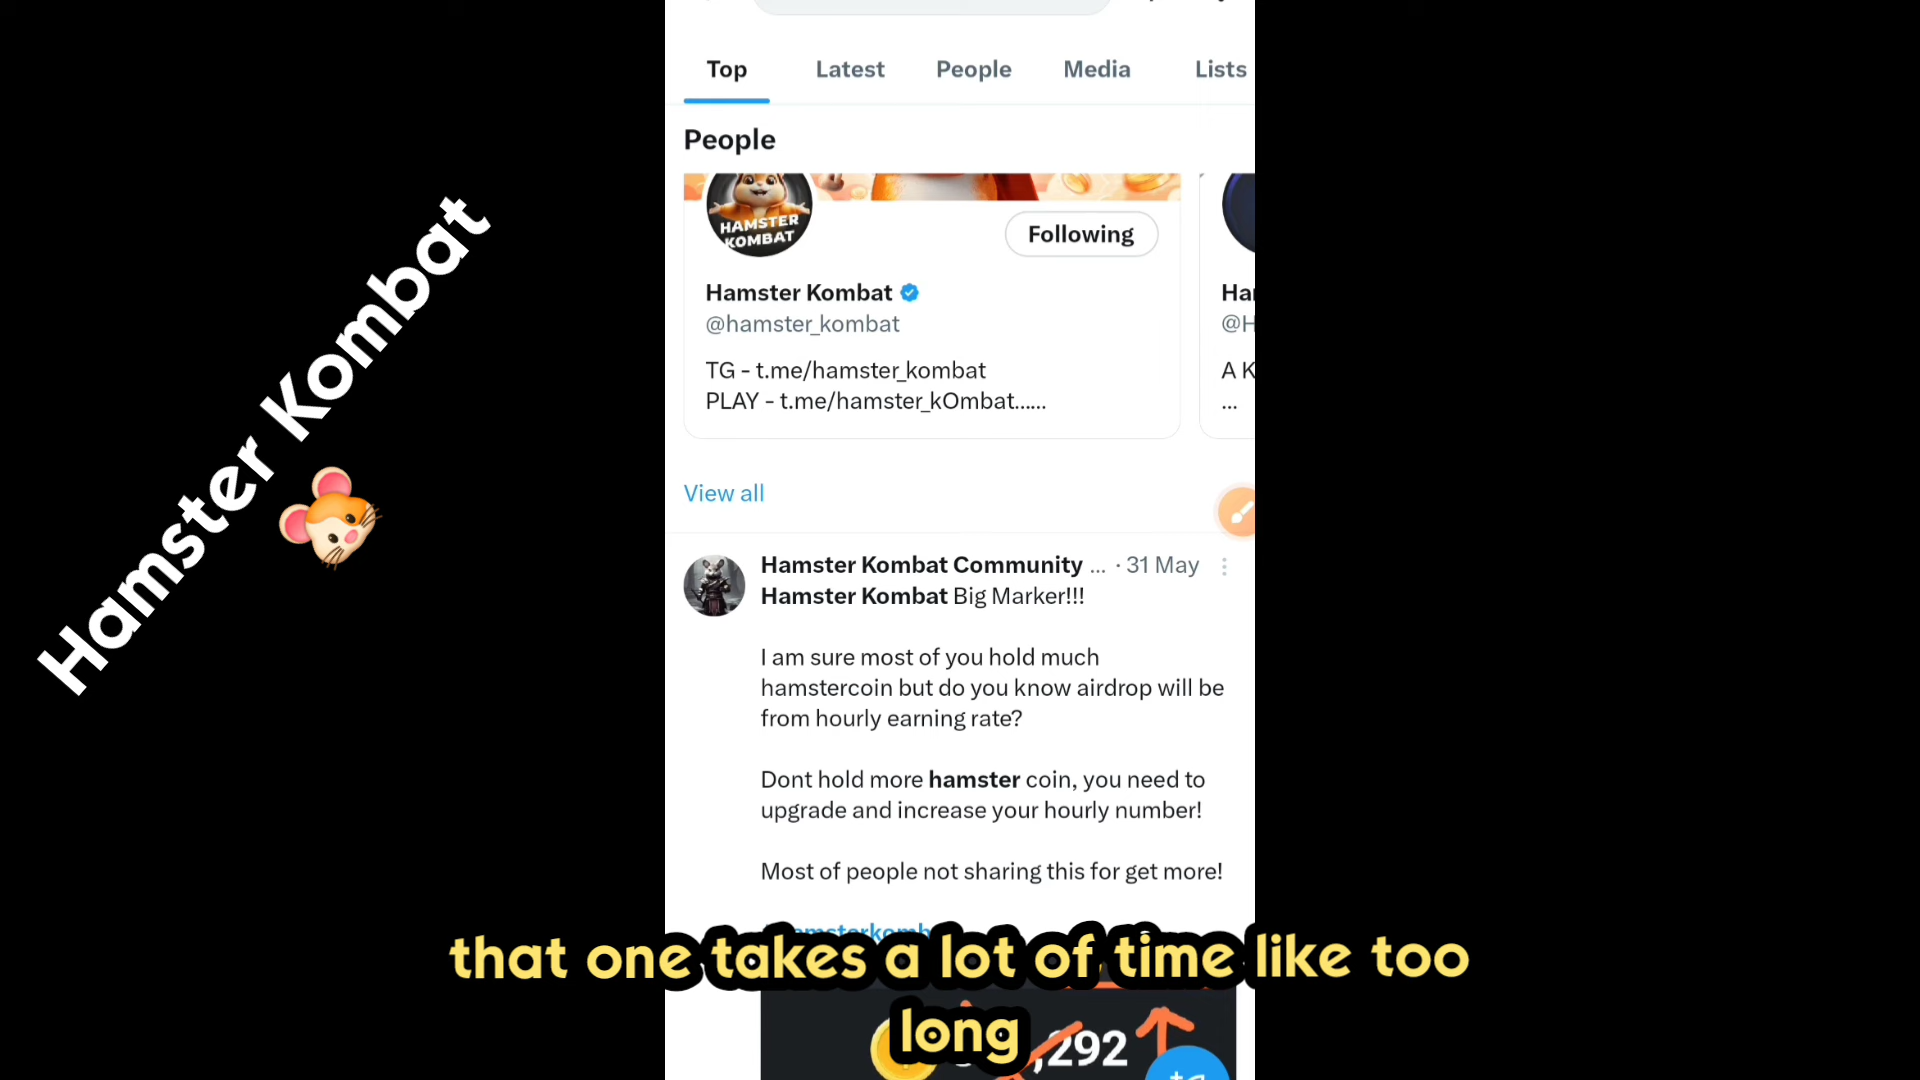 Top Latest People Media Lists
People
HAMSTER
KOMBAT
Following
Hamster Kombat
@hamster_kombat
TG - t.me/hamster_kombat
PLAY - t.me/hamster_kOmbat......
Ha
@H
A K
...
View all
Hamster Kombat Community ... · 31 May
Hamster Kombat Big Marker!!!
I am sure most of you hold much
hamstercoin but do you know airdrop will be
from hourly earning rate?
Dont hold more hamster coin, you need to
upgrade and increase your hourly number!
Most of people not sharing this for get more!
,292
Hamster Kombat
that one takes a lot of time like too
long